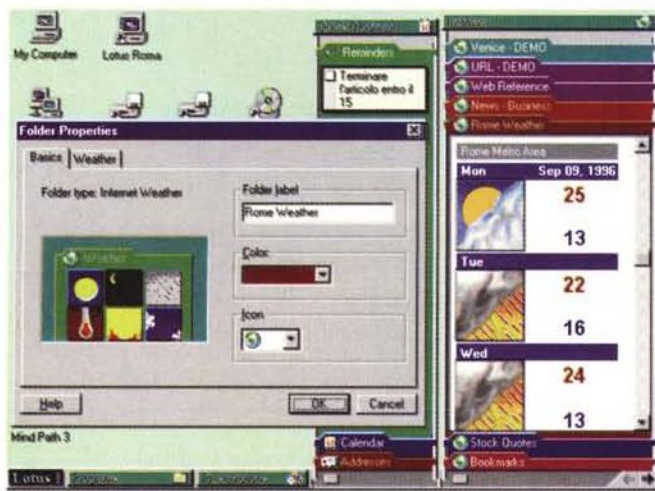 My Computer
Lotus Roma
Reminders
Terminare
l'articolo entro il
15
Folder Properties
Basics
Weather
Folder type: Internet Weather
Folder label
Rome Weather
Color
Icon
Weather
Help
OK
Cancel
Mind Path 3
Calendar
Addresses
Lotus
Venice - DEMO
URL - DEMO
Web Reference
News - Business
Rome Weather
Rome Metro Area
Mon Sep 09, 1996
25
13
Tue
22
16
Wed
24
13
Stock Quotes
Bookmarks